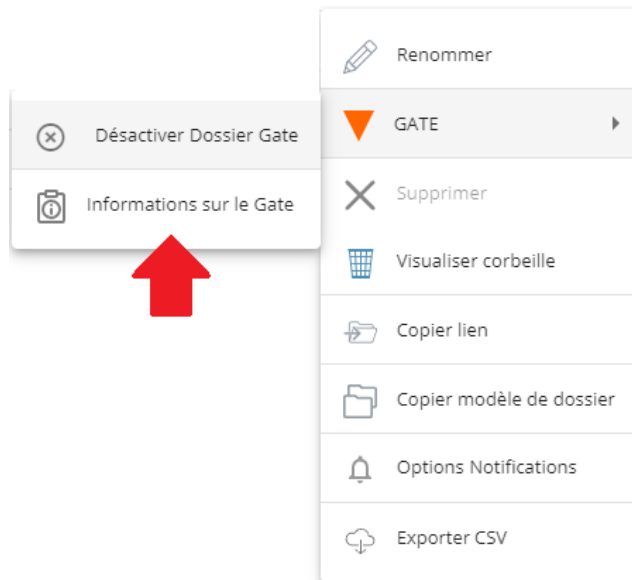 Renommer
GATE
Désactiver Dossier Gate
Informations sur le Gate
Supprimer
Visualiser corbeille
Copier lien
Copier modèle de dossier
Options Notifications
Exporter CSV